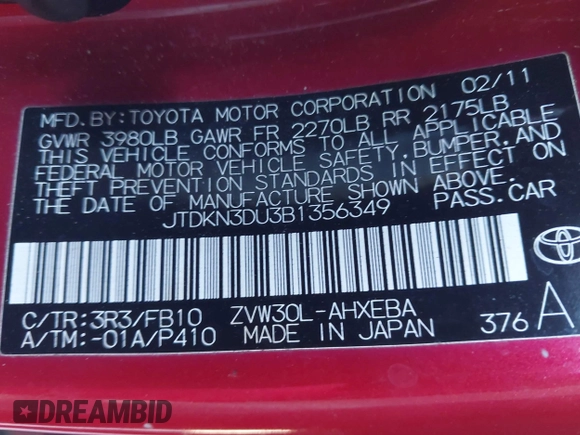 MFD. BY: TOYOTA MOTOR CORPORATION 02/11
GVWR 3980LB GAWR FR 2270LB RR 2175LB
THIS VEHICLE CONFORMS TO ALL APPLICABLE
FEDERAL MOTOR VEHICLE SAFETY, BUMPER, AND
THEFT PREVENTION STANDARDS IN EFFECT ON
THE DATE OF MANUFACTURE SHOWN ABOVE.
JTDKN3DU3B1356349 PASS.CAR
C/TR:3R3/FB10 ZVW30L-AHXEBA
A/TM:-01A/P410 MADE IN JAPAN 376 A
DREAMBID